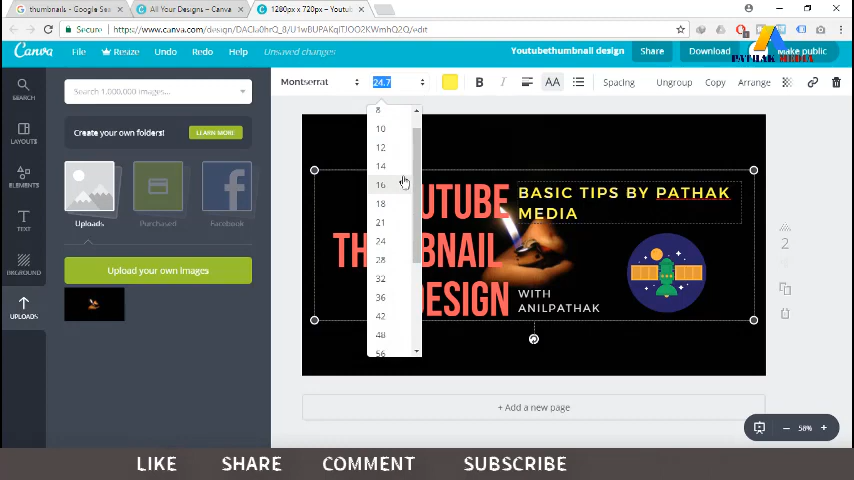 thumbnails - Google Sea
All Your Designs – Canva
1280px x 720px – Youtub
Secure
https://www.canva.com/design/
/edit
Canva
File
Resize
Undo
Redo
Help
Unsaved changes
Youtubethumbnail design
Share
Download
Make public
PATHAK MEDIA
SEARCH
LAYOUTS
ELEMENTS
TEXT
BKGROUND
UPLOADS
Search 1,000,000 images...
Create your own folders!
LEARN MORE
Uploads
Purchased
Facebook
Upload your own images
Montserrat
24.7
B
I
AA
Spacing
Ungroup
Copy
Arrange
8
10
12
14
16
18
21
24
28
32
36
42
48
56
UTUBE
TH
BNAIL
DESIGN
BASIC TIPS BY PATHAK
MEDIA
WITH
ANILPATHAK
2
+ Add a new page
58%
LIKE
SHARE
COMMENT
SUBSCRIBE